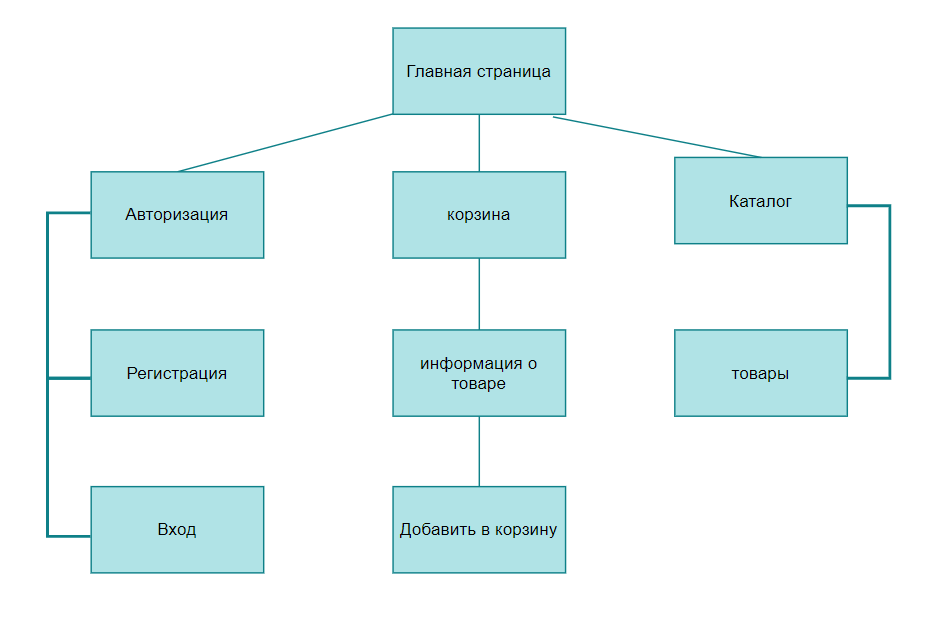 Главная страница
Авторизация
корзина
Каталог
Регистрация
информация о
товаре
товары
Вход
Добавить в корзину